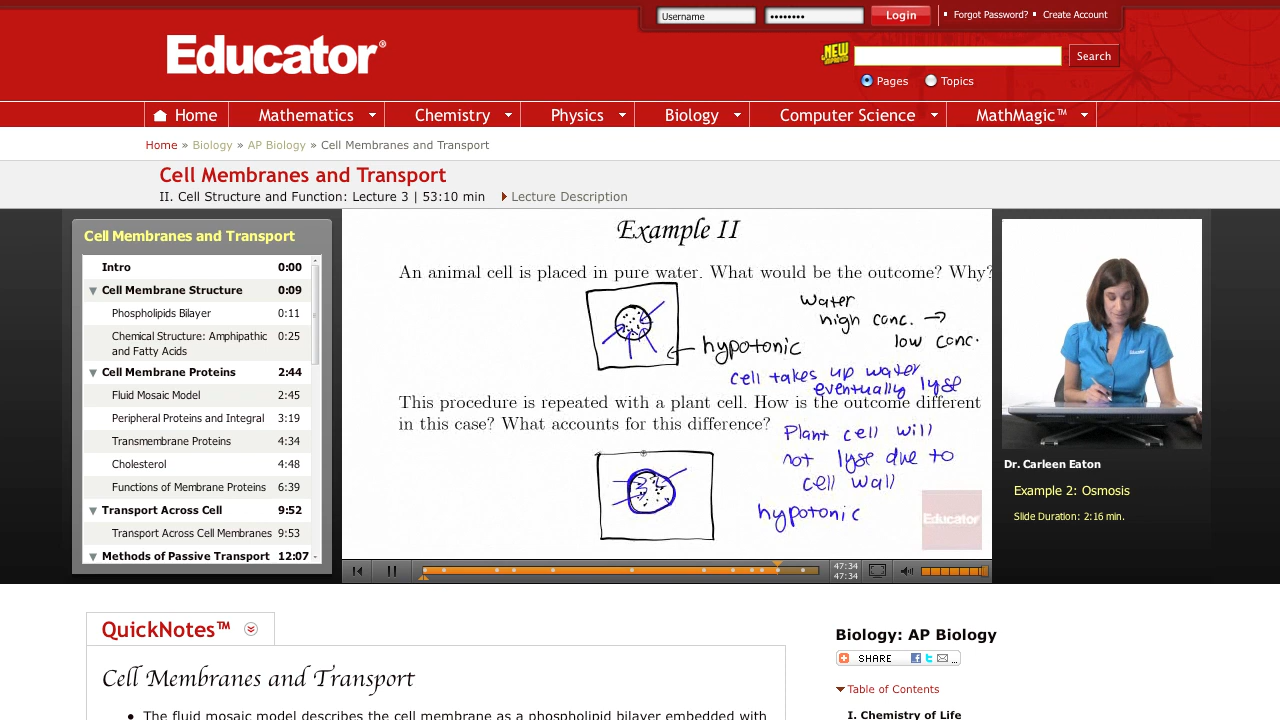 Username
••••••••
Login
Forgot Password?
Create Account
Educator®
NEW
Search
Pages
Topics
Home
Mathematics
Chemistry
Physics
Biology
Computer Science
MathMagic™
Home » Biology » AP Biology » Cell Membranes and Transport
Cell Membranes and Transport
II. Cell Structure and Function: Lecture 3 | 53:10 min
Lecture Description
Cell Membranes and Transport
Intro 0:00
Cell Membrane Structure 0:09
Phospholipids Bilayer 0:11
Chemical Structure: Amphipathic 0:25
and Fatty Acids
Cell Membrane Proteins 2:44
Fluid Mosaic Model 2:45
Peripheral Proteins and Integral 3:19
Transmembrane Proteins 4:34
Cholesterol 4:48
Functions of Membrane Proteins 6:39
Transport Across Cell 9:52
Transport Across Cell Membranes 9:53
Methods of Passive Transport 12:07
Example II
An animal cell is placed in pure water. What would be the outcome? Why?
water
high conc. →
low conc.
hypotonic
cell takes up water
eventually lyse
This procedure is repeated with a plant cell. How is the outcome different
in this case? What accounts for this difference?
Plant cell will
not lyse due to
cell wall
hypotonic
Educator
47:34
47:34
Educator
Dr. Carleen Eaton
Example 2: Osmosis
Slide Duration: 2:16 min.
QuickNotes™
Cell Membranes and Transport
• The fluid mosaic model describes the cell membrane as a phospholipid bilayer embedded with
Biology: AP Biology
SHARE
...
Table of Contents
I. Chemistry of Life